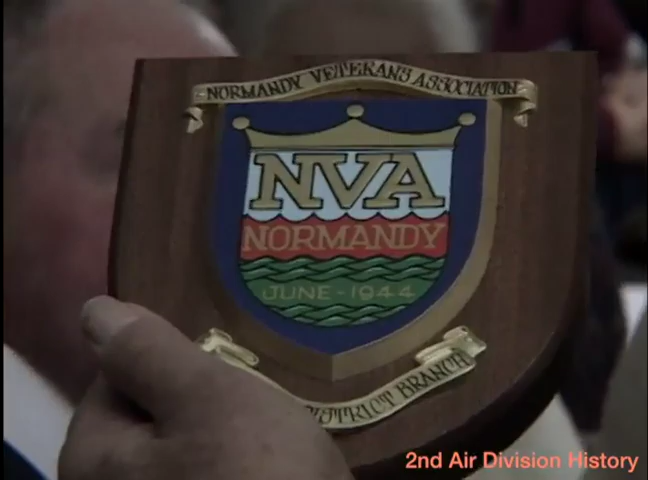 NORMANDY VETERANS ASSOCIATION
NVA
NORMANDY
JUNE - 1944
DISTRICT BRANCH
2nd Air Division History